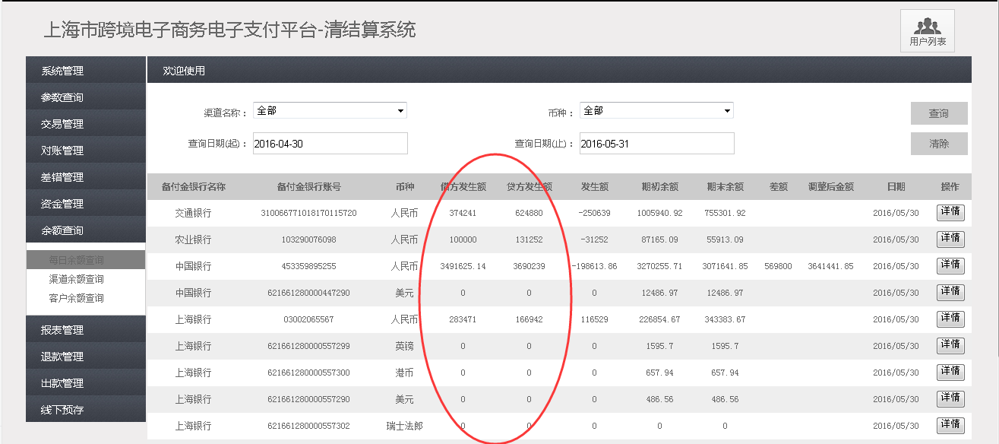 上海市跨境电子商务电子支付平台-清结算系统
用户列表
系统管理
参数查询
交易管理
对账管理
差错管理
资金管理
余额查询
每日余额查询
渠道余额查询
客户余额查询
报表管理
退款管理
出款管理
线下预存
欢迎使用
渠道名称： 全部 币种： 全部 查询
查询日期(起)： 2016-04-30 查询日期(止)： 2016-05-31 清除
备付金银行名称 备付金银行账号 币种 借方发生额 贷方发生额 发生额 期初余额 期末余额 差额 调整后金额 日期 操作
交通银行 310066771018170115720 人民币 374241 624880 -250639 1005940.92 755301.92 2016/05/30 详情
农业银行 103290076098 人民币 100000 131252 -31252 87165.09 55913.09 2016/05/30 详情
中国银行 453359895255 人民币 3491625.14 3690239 -198613.86 3270255.71 3071641.85 569800 3641441.85 2016/05/30 详情
中国银行 621661280000447290 美元 0 0 0 12486.97 12486.97 2016/05/30 详情
上海银行 03002065567 人民币 283471 166942 116529 226854.67 343383.67 2016/05/30 详情
上海银行 621661280000557299 英镑 0 0 0 1595.7 1595.7 2016/05/30 详情
上海银行 621661280000557300 港币 0 0 0 657.94 657.94 2016/05/30 详情
上海银行 621661280000557290 美元 0 0 0 486.56 486.56 2016/05/30 详情
上海银行 621661280000557302 瑞士法郎 0 0 0 0 0 2016/05/30 详情